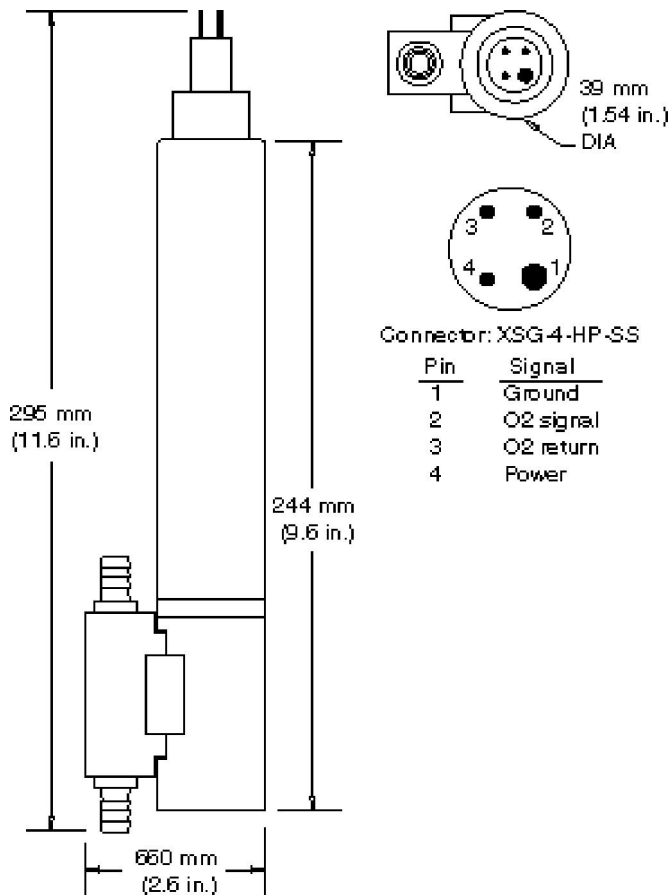 39 mm
(1.54 in.)
DIA
3
2
4
1
Connector: XSG-4-HP-SS
Pin Signal
1 Ground
2 O2 signal
3 O2 return
4 Power
295 mm
(11.6 in.)
244 mm
(9.6 in.)
660 mm
(2.6 in.)